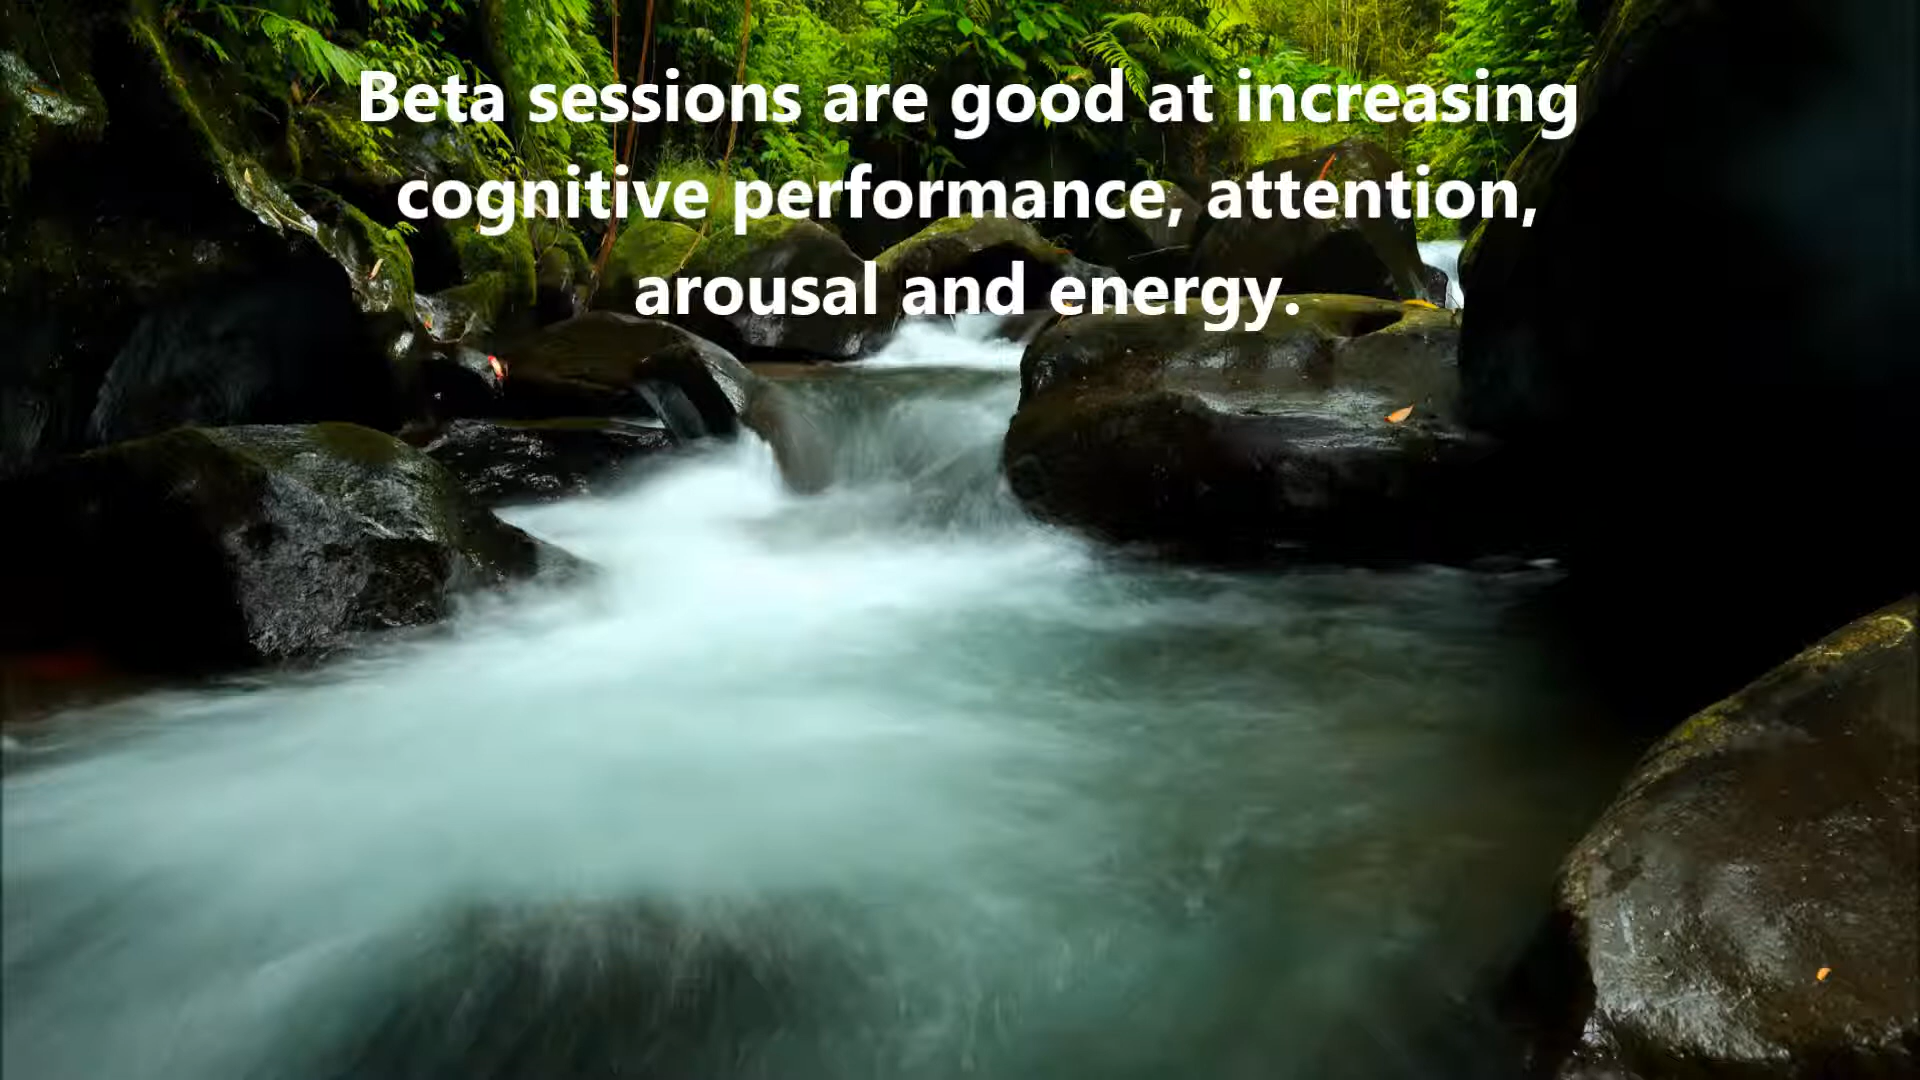 Beta sessions are good at increasing
cognitive performance, attention,
arousal and energy.